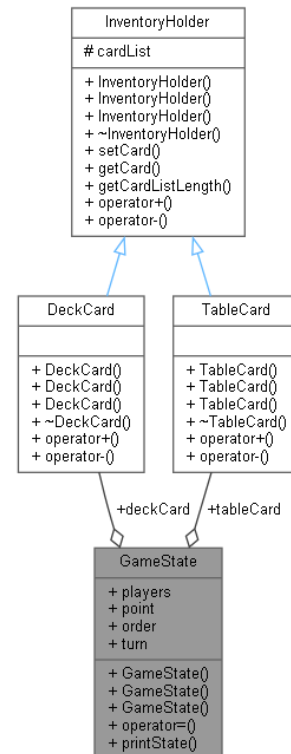 InventoryHolder
# cardList
+ InventoryHolder()
+ InventoryHolder()
+ InventoryHolder()
+ ~InventoryHolder()
+ setCard()
+ getCard()
+ getCardListLength()
+ operator+()
+ operator-()
DeckCard
+ DeckCard()
+ DeckCard()
+ DeckCard()
+ ~DeckCard()
+ operator+()
+ operator-()
TableCard
+ TableCard()
+ TableCard()
+ TableCard()
+ ~TableCard()
+ operator+()
+ operator-()
+deckCard
+tableCard
GameState
+ players
+ point
+ order
+ turn
+ GameState()
+ GameState()
+ GameState()
+ operator=()
+ printState()